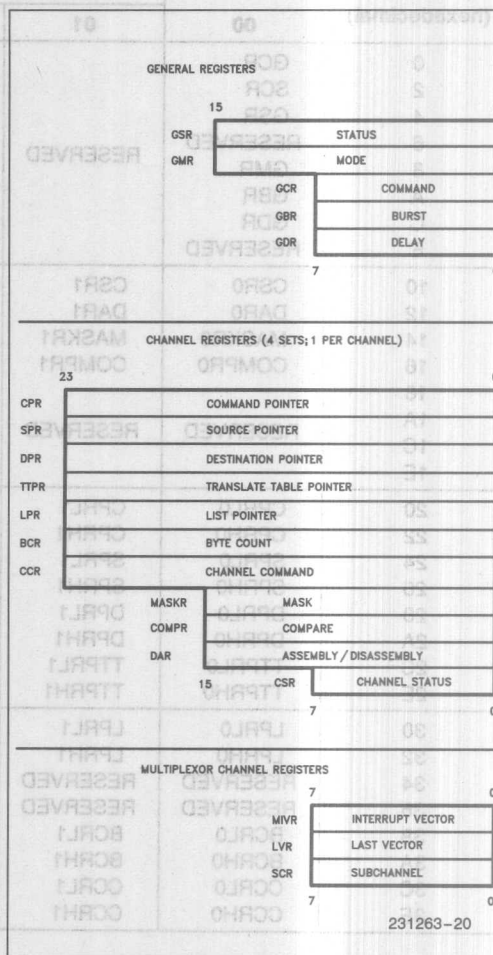 GENERAL REGISTERS
15
GSR STATUS
GMR MODE
GCR COMMAND
GBR BURST
GDR DELAY
7
CHANNEL REGISTERS (4 SETS; 1 PER CHANNEL)
23
CPR COMMAND POINTER
SPR SOURCE POINTER
DPR DESTINATION POINTER
TTPR TRANSLATE TABLE POINTER
LPR LIST POINTER
BCR BYTE COUNT
CCR CHANNEL COMMAND
MASKR MASK
COMPR COMPARE
DAR ASSEMBLY/DISASSEMBLY
15 CSR CHANNEL STATUS
7 0
MULTIPLEXOR CHANNEL REGISTERS
7 0
MIVR INTERRUPT VECTOR
LVR LAST VECTOR
SCR SUBCHANNEL
7 0
231263-20